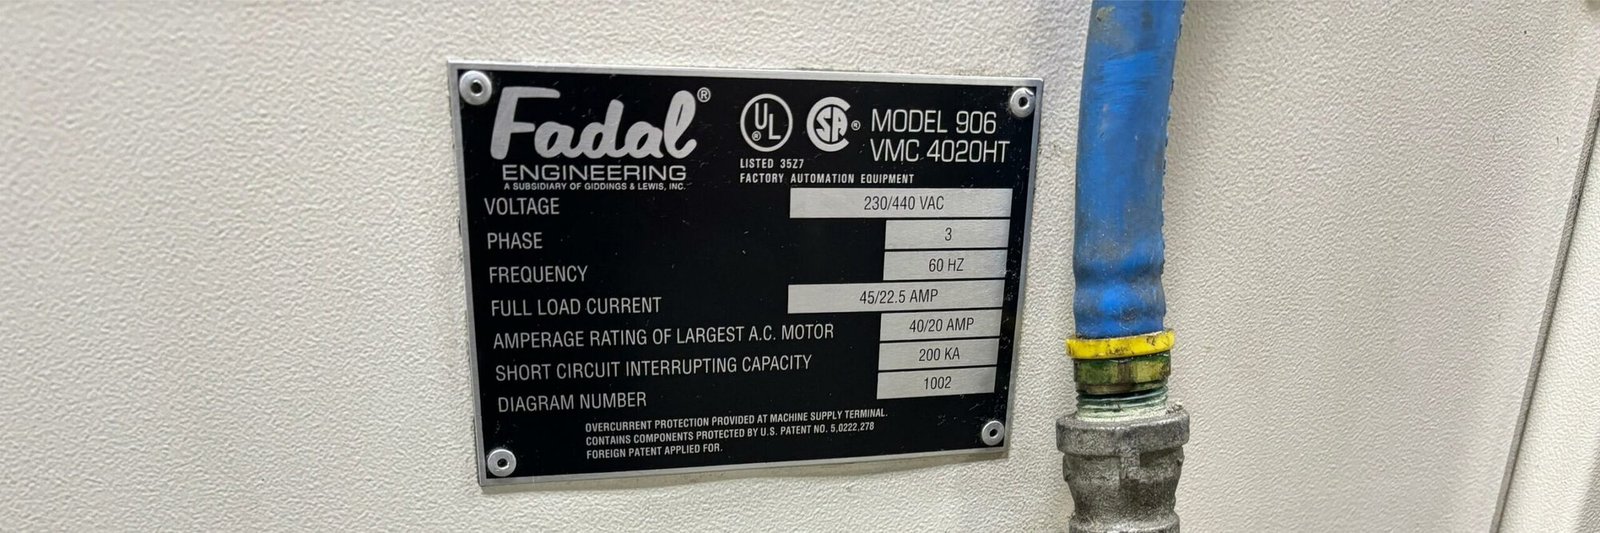 Fadal®
ENGINEERING
A SUBSIDIARY OF GIDDINGS & LEWIS, INC.
UL® SA®
LISTED 35Z7
FACTORY AUTOMATION EQUIPMENT
MODEL 906
VMC 4020HT
VOLTAGE 230/440 VAC
PHASE 3
FREQUENCY 60 HZ
FULL LOAD CURRENT 45/22.5 AMP
AMPERAGE RATING OF LARGEST A.C. MOTOR 40/20 AMP
SHORT CIRCUIT INTERRUPTING CAPACITY 200 KA
DIAGRAM NUMBER 1002
OVERCURRENT PROTECTION PROVIDED AT MACHINE SUPPLY TERMINAL.
CONTAINS COMPONENTS PROTECTED BY U.S. PATENT NO. 5,0222,278
FOREIGN PATENT APPLIED FOR.